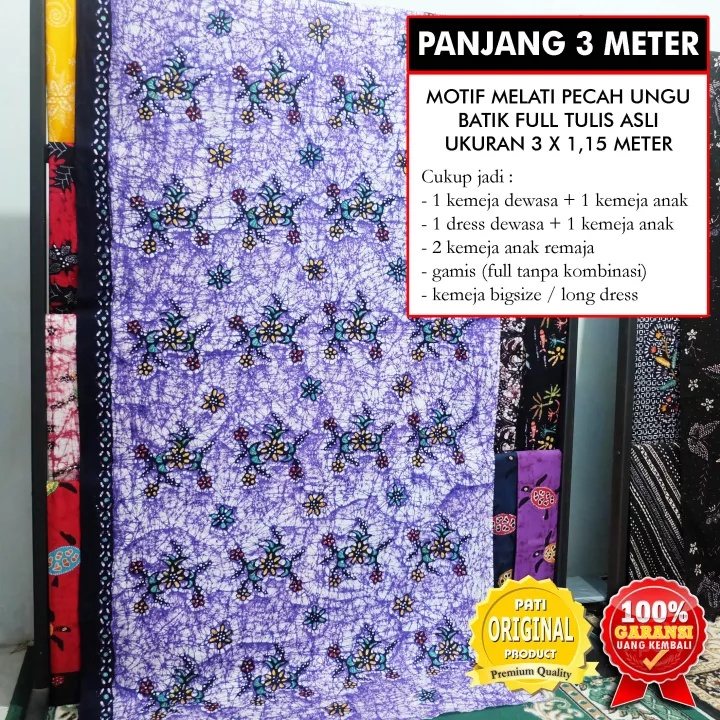 PANJANG 3 METER
MOTIF MELATI PECAH UNGU
BATIK FULL TULIS ASLI
UKURAN 3 X 1,15 METER
Cukup jadi :
- 1 kemeja dewasa + 1 kemeja anak
- 1 dress dewasa + 1 kemeja anak
- 2 kemeja anak remaja
- gamis (full tanpa kombinasi)
- kemeja bigsize / long dress
PATI
ORIGINAL
PRODUCT
Premium Quality
100%
GARANSI
UANG KEMBALI